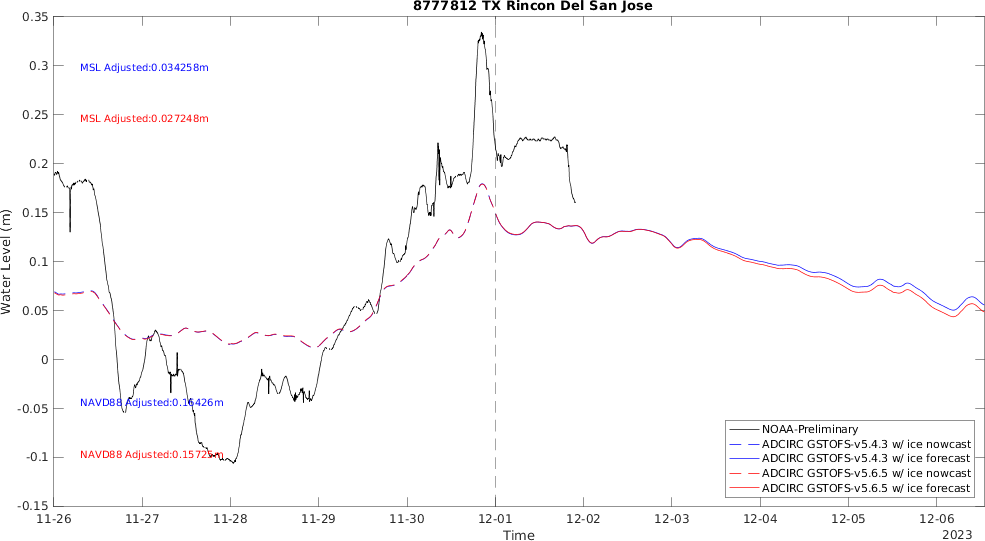 8777812 TX Rincon Del San Jose
0.35
0.3
0.25
0.2
0.15
0.1
0.05
0
-0.05
-0.1
-0.15
Water Level (m)
MSL Adjusted:0.034258m
MSL Adjusted:0.027248m
NAVD88 Adjusted:0.16426m
NAVD88 Adjusted:0.15725m
NOAA-Preliminary
ADCIRC GSTOFS-v5.4.3 w/ ice nowcast
ADCIRC GSTOFS-v5.4.3 w/ ice forecast
ADCIRC GSTOFS-v5.6.5 w/ ice nowcast
ADCIRC GSTOFS-v5.6.5 w/ ice forecast
11-26 11-27 11-28 11-29 11-30 12-01 12-02 12-03 12-04 12-05 12-06
Time
2023